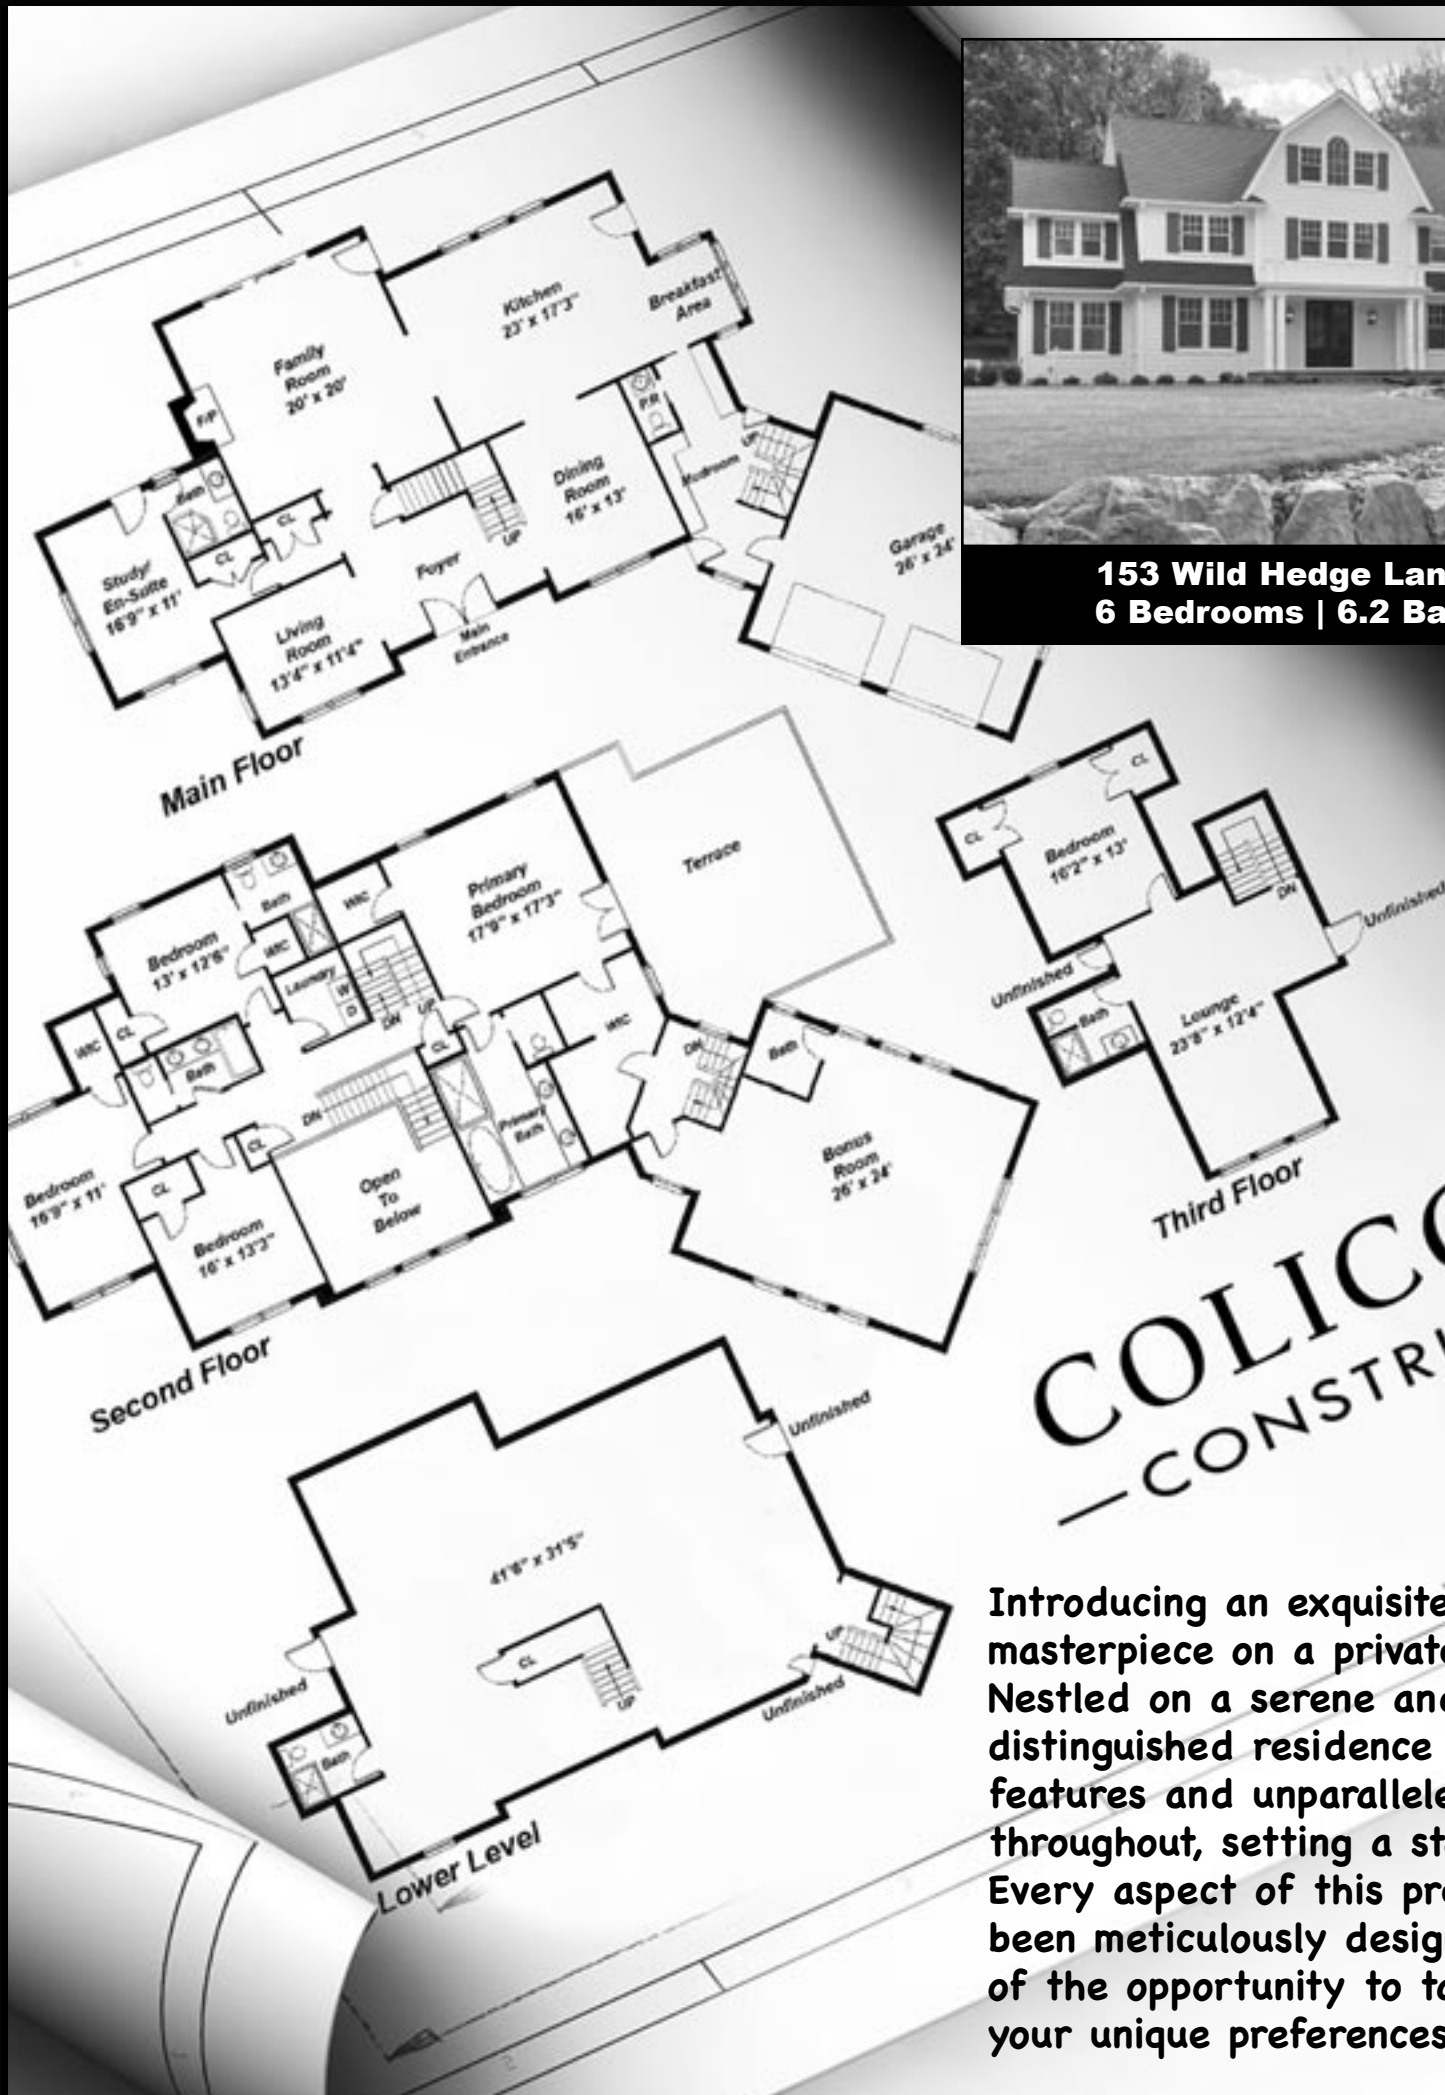 153 Wild Hedge Lan
6 Bedrooms | 6.2 Ba
Kitchen
23' x 17'3"
Breakfast
Area
Family
Room
20' x 20'
F/P
P.R
UP
Mudroom
Dining
Room
16' x 13'
UP
Garage
26' x 24'
Bath
CL
CL
Study/
En-Suite
16'9" x 11'
Foyer
Living
Room
13'4" x 11'4"
Main
Entrance
Main Floor
Terrace
Primary
Bedroom
17'9" x 17'3"
WIC
Bath
Bedroom
13' x 12'6"
WIC
Laundry
W
D
UP
DN
CL
WIC
CL
WIC
Bath
DN
CL
DN
Primary
Bath
Bath
Bonus
Room
26' x 24'
Open
To
Below
CL
Bedroom
16'9" x 11'
Bedroom
16' x 13'3"
Second Floor
CL
CL
Bedroom
16'2" x 13'
DN
Unfinished
Unfinished
Bath
Lounge
23'8" x 12'4"
Third Floor
COLICO
CONSTR
Unfinished
41'6" x 31'5"
CL
UP
UP
Unfinished
Unfinished
Bath
Lower Level
Introducing an exquisite
masterpiece on a private
Nestled on a serene and
distinguished residence
features and unparallele
throughout, setting a st
Every aspect of this pr
been meticulously desig
of the opportunity to t
your unique preferences